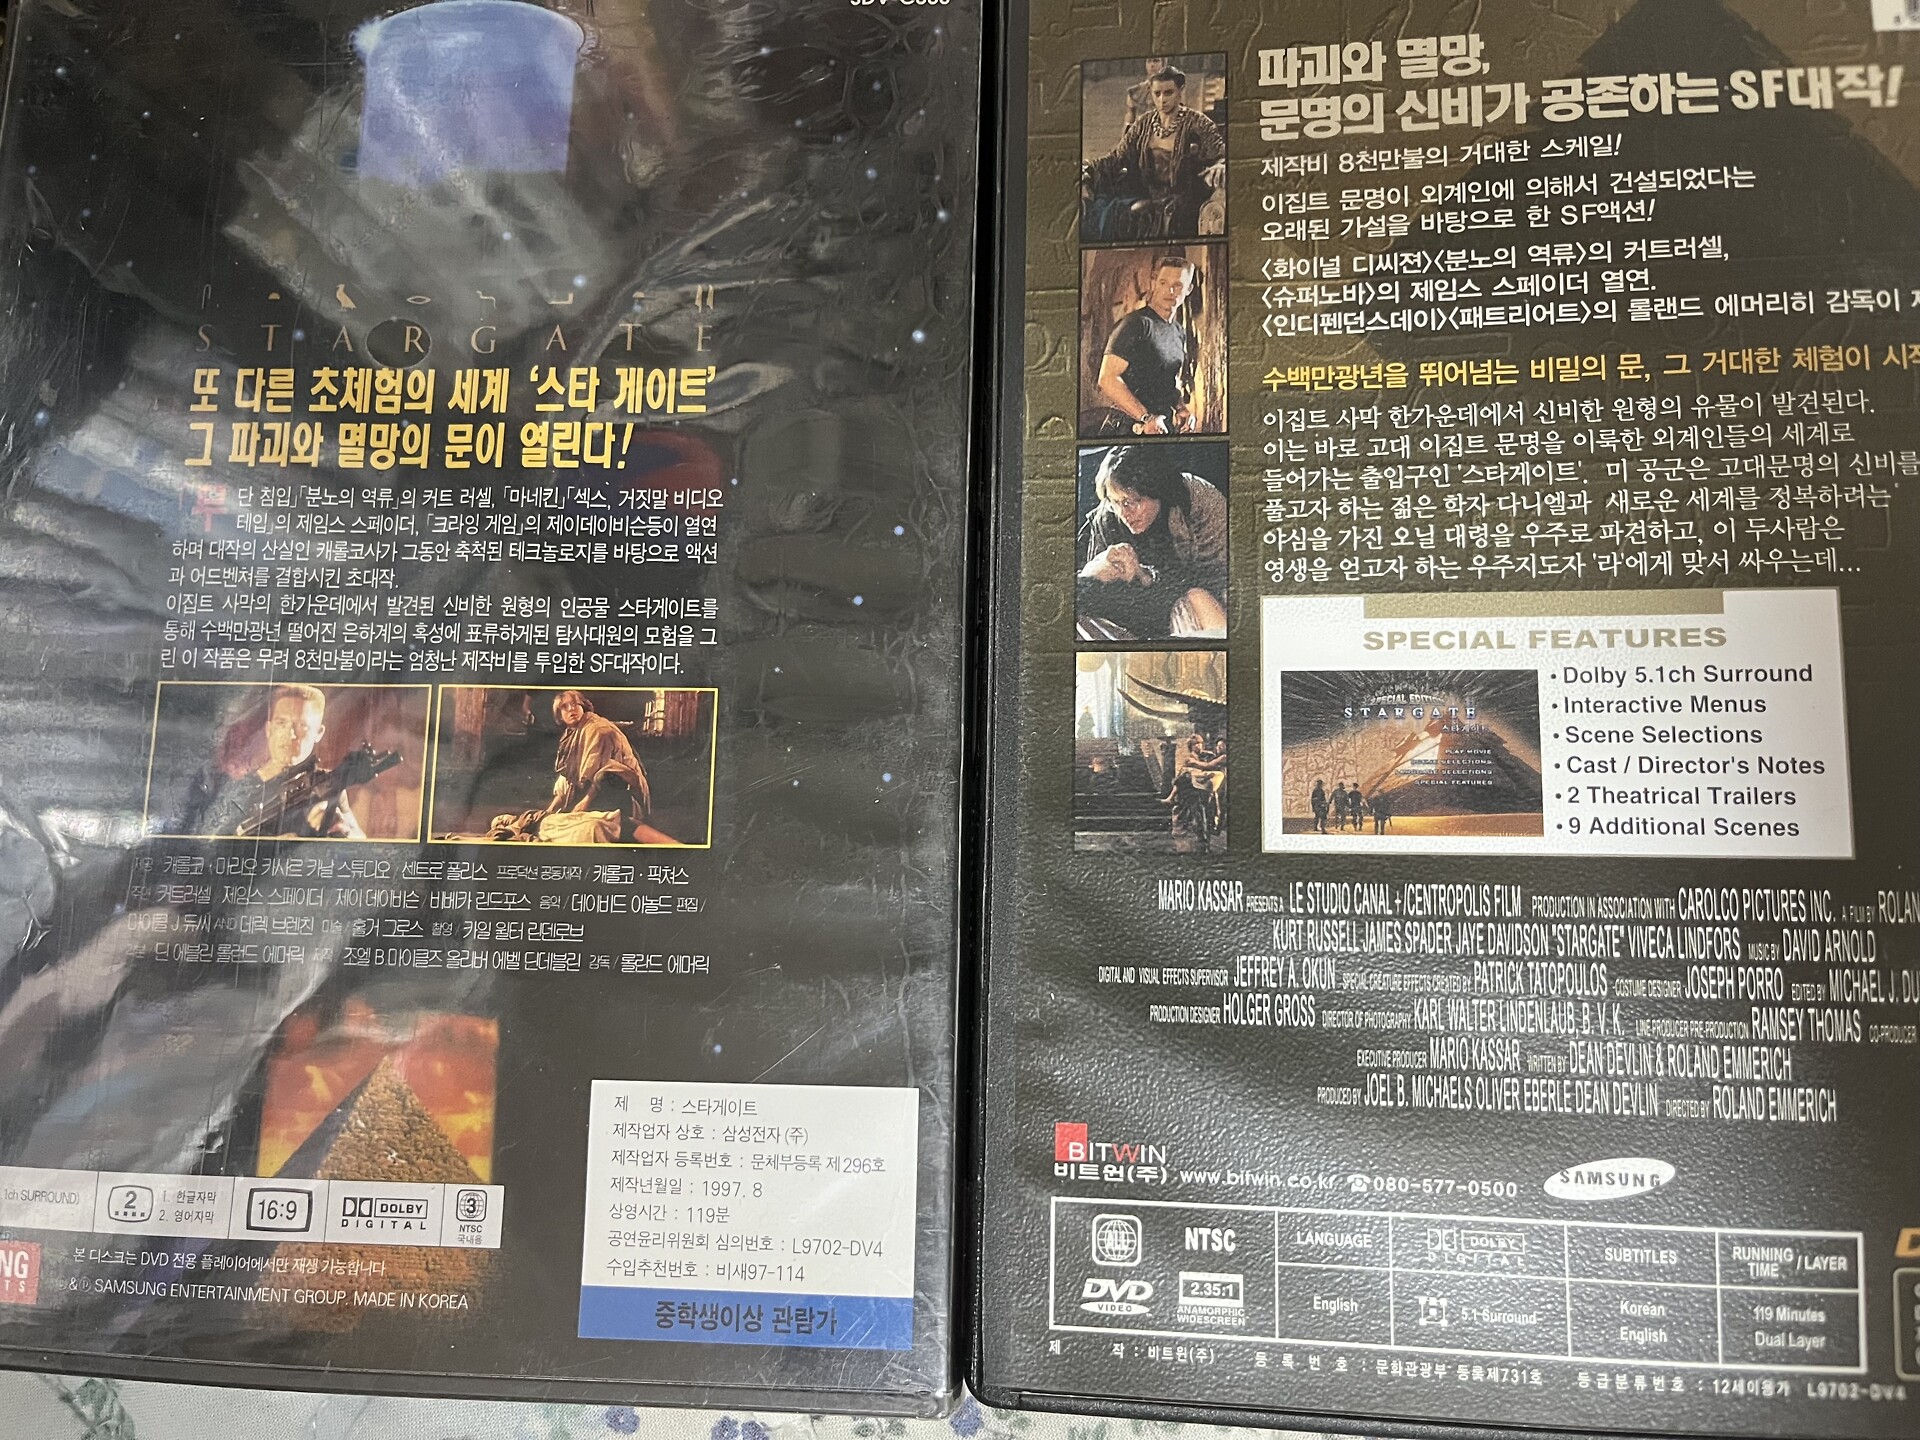 STARGATE
또 다른 초체험의 세계 '스타 게이트'
그 파괴와 멸망의 문이 열린다!
무단 침입」「분노의 역류」의 커트 러셀, 「마네킨」「섹스, 거짓말 비디오
테입」의 제임스 스페이더, 「크라잉 게임」의 제이데이비슨등이 열연
하며 대작의 산실인 캐롤코사가 그동안 축척된 테크놀로지를 바탕으로 액션
과 어드벤쳐를 결합시킨 초대작.
이집트 사막의 한가운데에서 발견된 신비한 원형의 인공물 스타게이트를
통해 수백만광년 떨어진 은하계의 혹성에 표류하게된 탐사대원의 모험을 그
린 이 작품은 무려 8천만불이라는 엄청난 제작비를 투입한 SF대작이다.
캐롤코 · 마리오 카사르 카날 스튜디오 / 센트로 폴리스 프로덕션 공동제작 / 캐롤코 · 픽쳐스
주연 커트러셀 / 제임스 스페이더 / 제이 데이비슨 / 비베카 린드포스 음악 / 데이비드 아놀드 편집 /
마이클 J 듀씨 AND 데렉 브렌친 미술 / 홀거 그로스 촬영 / 카일 월터 린데로브
딘 에블린 롤랜드 에머릭 제작 조엘 B 마이클즈 올리버 에벨 딘데블린 감독 / 롤란드 에머릭
제 명 : 스타게이트
제작업자 상호 : 삼성전자 (주)
제작업자 등록번호 : 문체부등록 제296호
제작년월일 : 1997. 8
상영시간 : 119분
공연윤리위원회 심의번호 : L9702-DV4
수입추천번호 : 비새97-114
중학생이상 관람가
1ch SURROUND)
2
1. 한글자막
2. 영어자막
16:9
DOLBY
DIGITAL
3
NTSC
국내용
본 디스크는 DVD 전용 플레이어에서만 재생 가능합니다
℗&© SAMSUNG ENTERTAINMENT GROUP. MADE IN KOREA
파괴와 멸망,
문명의 신비가 공존하는 SF대작!
제작비 8천만불의 거대한 스케일!
이집트 문명이 외계인에 의해서 건설되었다는
오래된 가설을 바탕으로 한 SF액션!
〈화이널 디씨젼〉〈분노의 역류〉의 커트러셀,
〈슈퍼노바〉의 제임스 스페이더 열연.
〈인디펜던스데이〉〈패트리어트〉의 롤랜드 에머리히 감독이
수백만광년을 뛰어넘는 비밀의 문, 그 거대한 체험이 시작
이집트 사막 한가운데에서 신비한 원형의 유물이 발견된다.
이는 바로 고대 이집트 문명을 이룩한 외계인들의 세계로
들어가는 출입구인 '스타게이트'. 미 공군은 고대문명의 신비를
풀고자 하는 젊은 학자 다니엘과 새로운 세계를 정복하려는
야심을 가진 오닐 대령을 우주로 파견하고, 이 두사람은
영생을 얻고자 하는 우주지도자 '라'에게 맞서 싸우는데...
SPECIAL FEATURES
SPECIAL EDITION
STARGATE
스타게이트
PLAY MOVIE
SCENE SELECTIONS
LANGUAGE SELECTIONS
SPECIAL FEATURES
• Dolby 5.1ch Surround
• Interactive Menus
• Scene Selections
• Cast / Director's Notes
• 2 Theatrical Trailers
• 9 Additional Scenes
MARIO KASSAR PRESENTS A LE STUDIO CANAL+/CENTROPOLIS FILM PRODUCTION IN ASSOCIATION WITH CAROLCO PICTURES INC. A FILM BY ROLAN
KURT RUSSELL JAMES SPADER JAYE DAVIDSON "STARGATE" VIVECA LINDFORS MUSIC BY DAVID ARNOLD
DIGITAL AND VISUAL EFFECTS SUPERVISOR JEFFREY A. OKUN SPECIAL CREATURE EFFECTS CREATED BY PATRICK TATOPOULOS COSTUME DESIGNER JOSEPH PORRO EDITED BY MICHAEL J. DU
PRODUCTION DESIGNER HOLGER GROSS DIRECTOR OF PHOTOGRAPHY KARL WALTER LINDENLAUB, B. V. K. LINE PRODUCER PRE-PRODUCTION RAMSEY THOMAS CO-PRODUCER
EXECUTIVE PRODUCER MARIO KASSAR WRITTEN BY DEAN DEVLIN & ROLAND EMMERICH
PRODUCED BY JOEL B. MICHAELS OLIVER EBERLE DEAN DEVLIN DIRECTED BY ROLAND EMMERICH
BITWIN
비트윈(주) www.bitwin.co.kr ☎080-577-0500
SAMSUNG
ALL
NTSC
DVD
VIDEO
2.35:1
ANAMORPHIC
WIDESCREEN
LANGUAGE
DOLBY
DIGITAL
SUBTITLES
RUNNING TIME / LAYER
English
5.1 Surround
Korean
English
119 Minutes
Dual Layer
제 작 : 비트윈(주) 등 록 번 호 : 문화관광부 등록제731호 등급분류번호 : 12세이용가 L9702-DV4